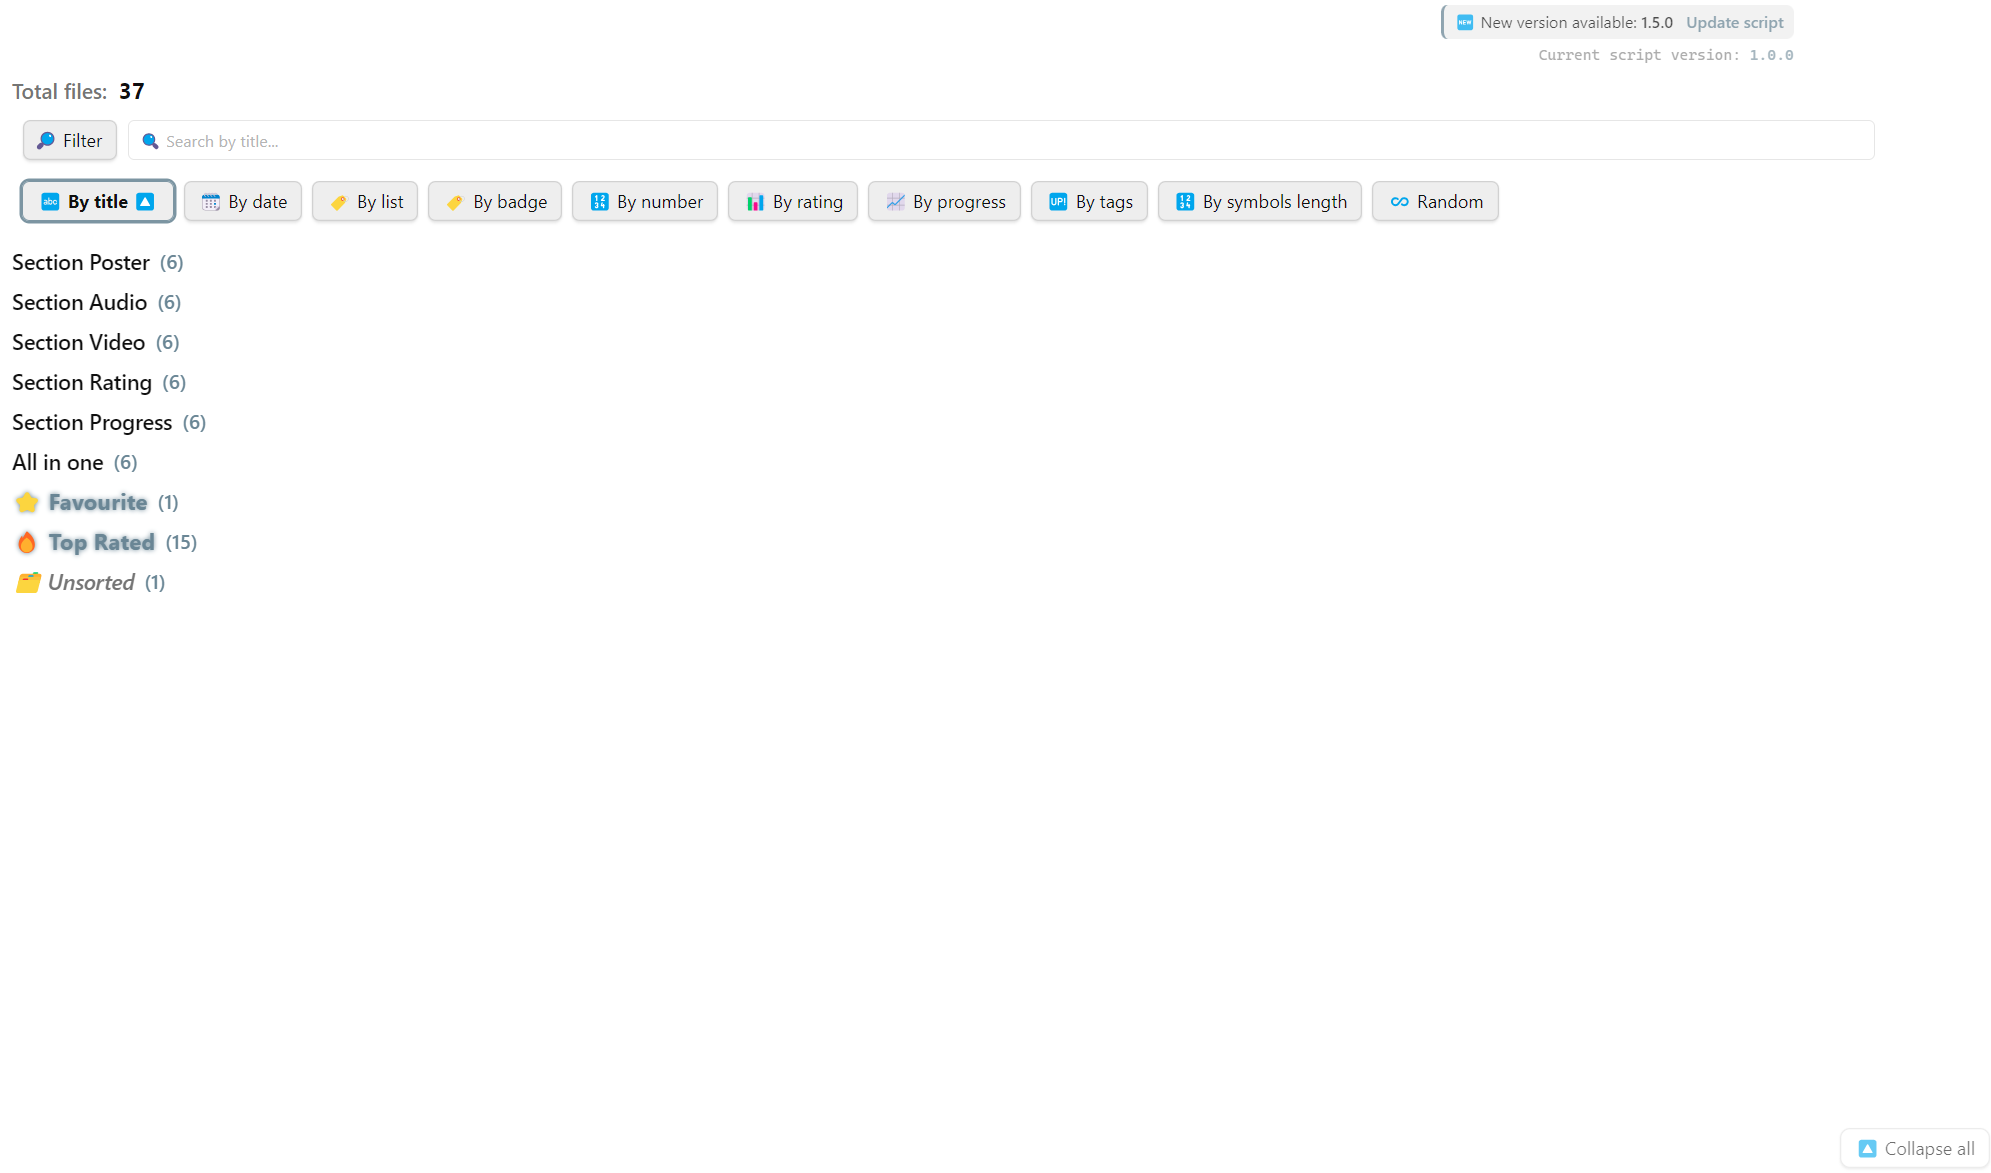 New version available: 1.5.0 Update script
Current script version: 1.0.0
Total files: 37
Filter Search by title...
By title By date By list By badge By number By rating By progress By tags By symbols length Random
Section Poster (6)
Section Audio (6)
Section Video (6)
Section Rating (6)
Section Progress (6)
All in one (6)
Favourite (1)
Top Rated (15)
Unsorted (1)
Collapse all